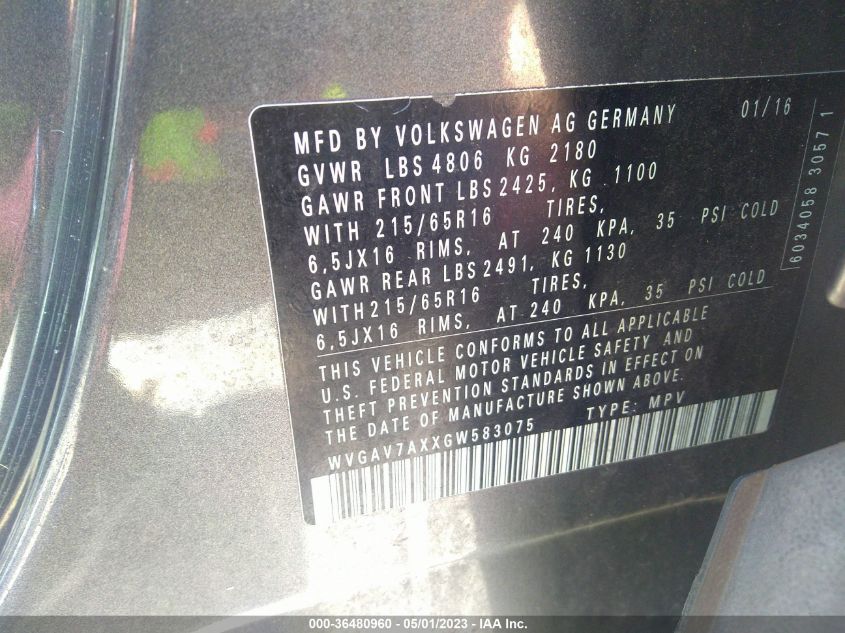 MFD BY VOLKSWAGEN AG GERMANY 01/16
GVWR LBS 4806 KG 2180
GAWR FRONT LBS 2425, KG 1100
WITH 215/65R16 TIRES,
6,5JX16 RIMS, AT 240 KPA, 35 PSI COLD
GAWR REAR LBS 2491, KG 1130
WITH 215/65R16 TIRES,
6,5JX16 RIMS, AT 240 KPA, 35 PSI COLD
THIS VEHICLE CONFORMS TO ALL APPLICABLE
U.S. FEDERAL MOTOR VEHICLE SAFETY AND
THEFT PREVENTION STANDARDS IN EFFECT ON
THE DATE OF MANUFACTURE SHOWN ABOVE.
WVGAV7AXXGW583075 TYPE: MPV
6034058 3057 1
000-36480960 - 05/01/2023 - IAA Inc.